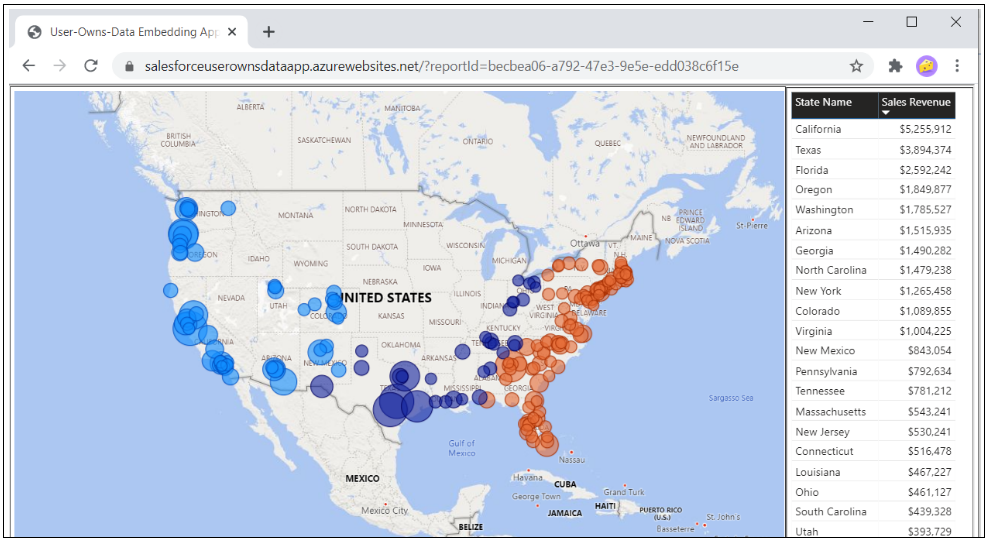 User-Owns-Data Embedding App
salesforceuserownsdataapp.azurewebsites.net/?reportId=becbea06-a792-47e3-9e5e-edd038c6f15e
ALBERTA
MANITOBA
BRITISH
COLUMBIA
SASKATCHEWAN
ONTARIO
QUEBEC
NEWFOUNDLAND
AND LABRADOR
NB
PRINCE
EDWARD
ISLAND
St-Pierre
NOVA SCOTIA
MAINE
Ottawa
VT.
N.H.
MONTANA
NORTH DAKOTA
MINNESOTA
SOUTH DAKOTA
WISCONSIN
MICHIGAN
IDAHO
WYOMING
IOWA
NEBRASKA
NEVADA
UTAH
UNITED STATES
ILLINOIS
KANSAS
MISSOURI
WEST
VIRGINIA
KENTUCKY
DELAWARE
OKLAHOMA
ARKANSAS
ARIZONA
NEW MEXICO
MISSISSIPPI
GEORGIA
Sargasso Sea
Gulf of
Mexico
MEXICO
Nassau
Havana
CUBA
Mexico City
George Town
Grand Turk
JAMAICA
HAITI
PUERTO RICO
(U.S.)
St. John's
Basseterre
BELIZE
State Name Sales Revenue
California $5,255,912
Texas $3,894,374
Florida $2,592,242
Oregon $1,849,877
Washington $1,785,527
Arizona $1,515,935
Georgia $1,490,282
North Carolina $1,479,238
New York $1,265,458
Colorado $1,089,855
Virginia $1,004,225
New Mexico $843,054
Pennsylvania $792,634
Tennessee $781,212
Massachusetts $543,241
New Jersey $530,241
Connecticut $516,478
Louisiana $467,227
Ohio $461,127
South Carolina $439,328
Utah $393,729